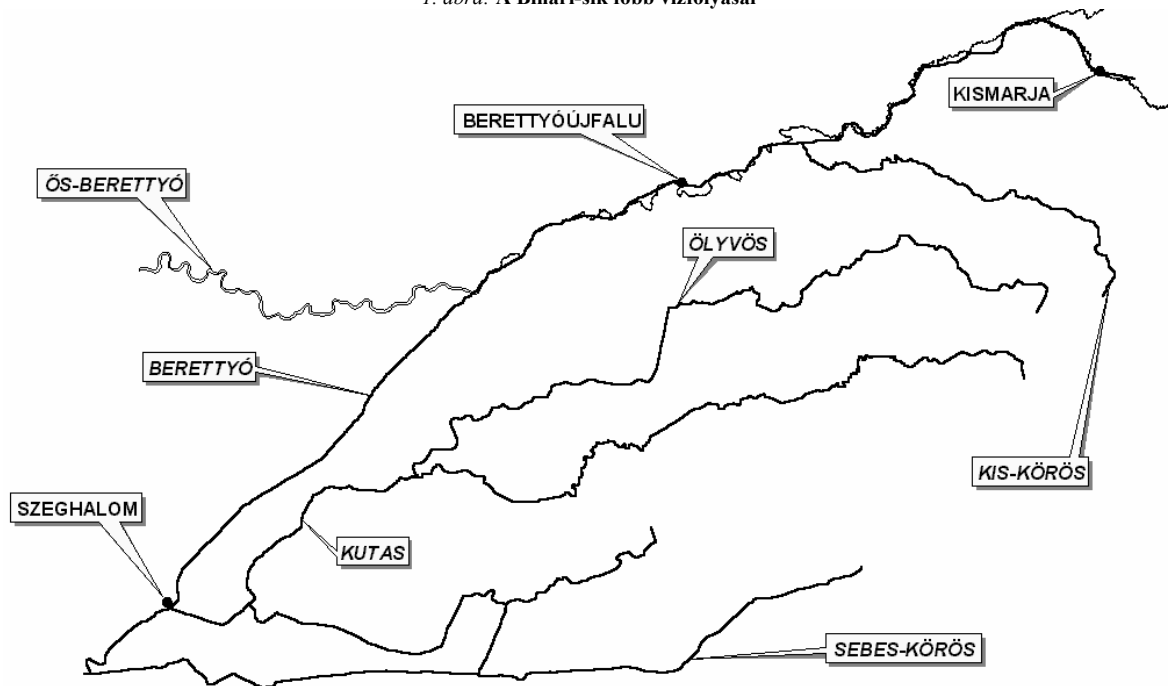 1. ábra: A Bihari-sík főbb vízfolyásai
KISMARJA
BERETTYÓÚJFALU
ŐS-BERETTYÓ
ÖLYVÖS
BERETTYÓ
KIS-KÖRÖS
SZEGHALOM
KUTAS
SEBES-KÖRÖS